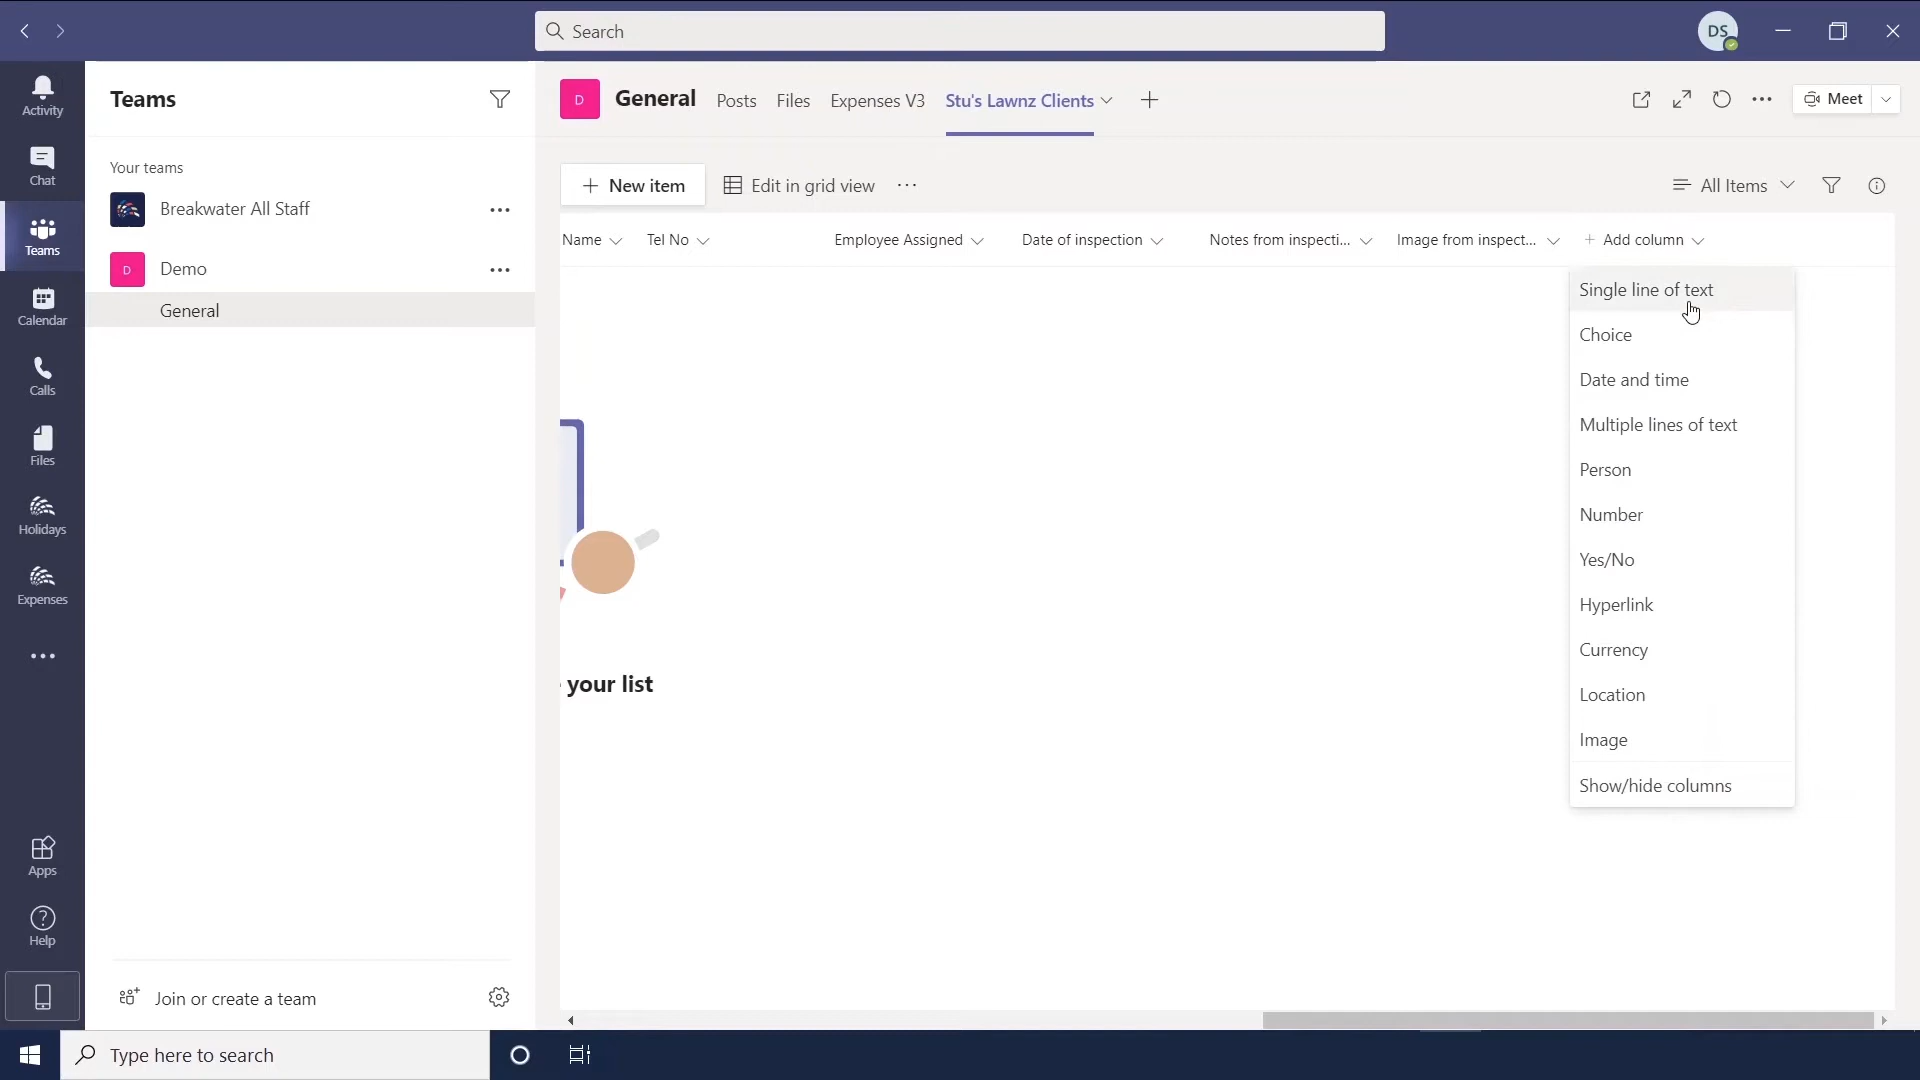 Search
DS
Activity
Chat
Teams
Calendar
Calls
Files
Holidays
Expenses
Apps
Help
Teams
Your teams
Breakwater All Staff
D
Demo
General
Join or create a team
D
General
Posts
Files
Expenses V3
Stu's Lawnz Clients
Meet
New item
Edit in grid view
All Items
Name
Tel No
Employee Assigned
Date of inspection
Notes from inspecti...
Image from inspect...
Add column
Single line of text
Choice
Date and time
Multiple lines of text
Person
Number
Yes/No
Hyperlink
Currency
Location
Image
Show/hide columns
your list
Type here to search